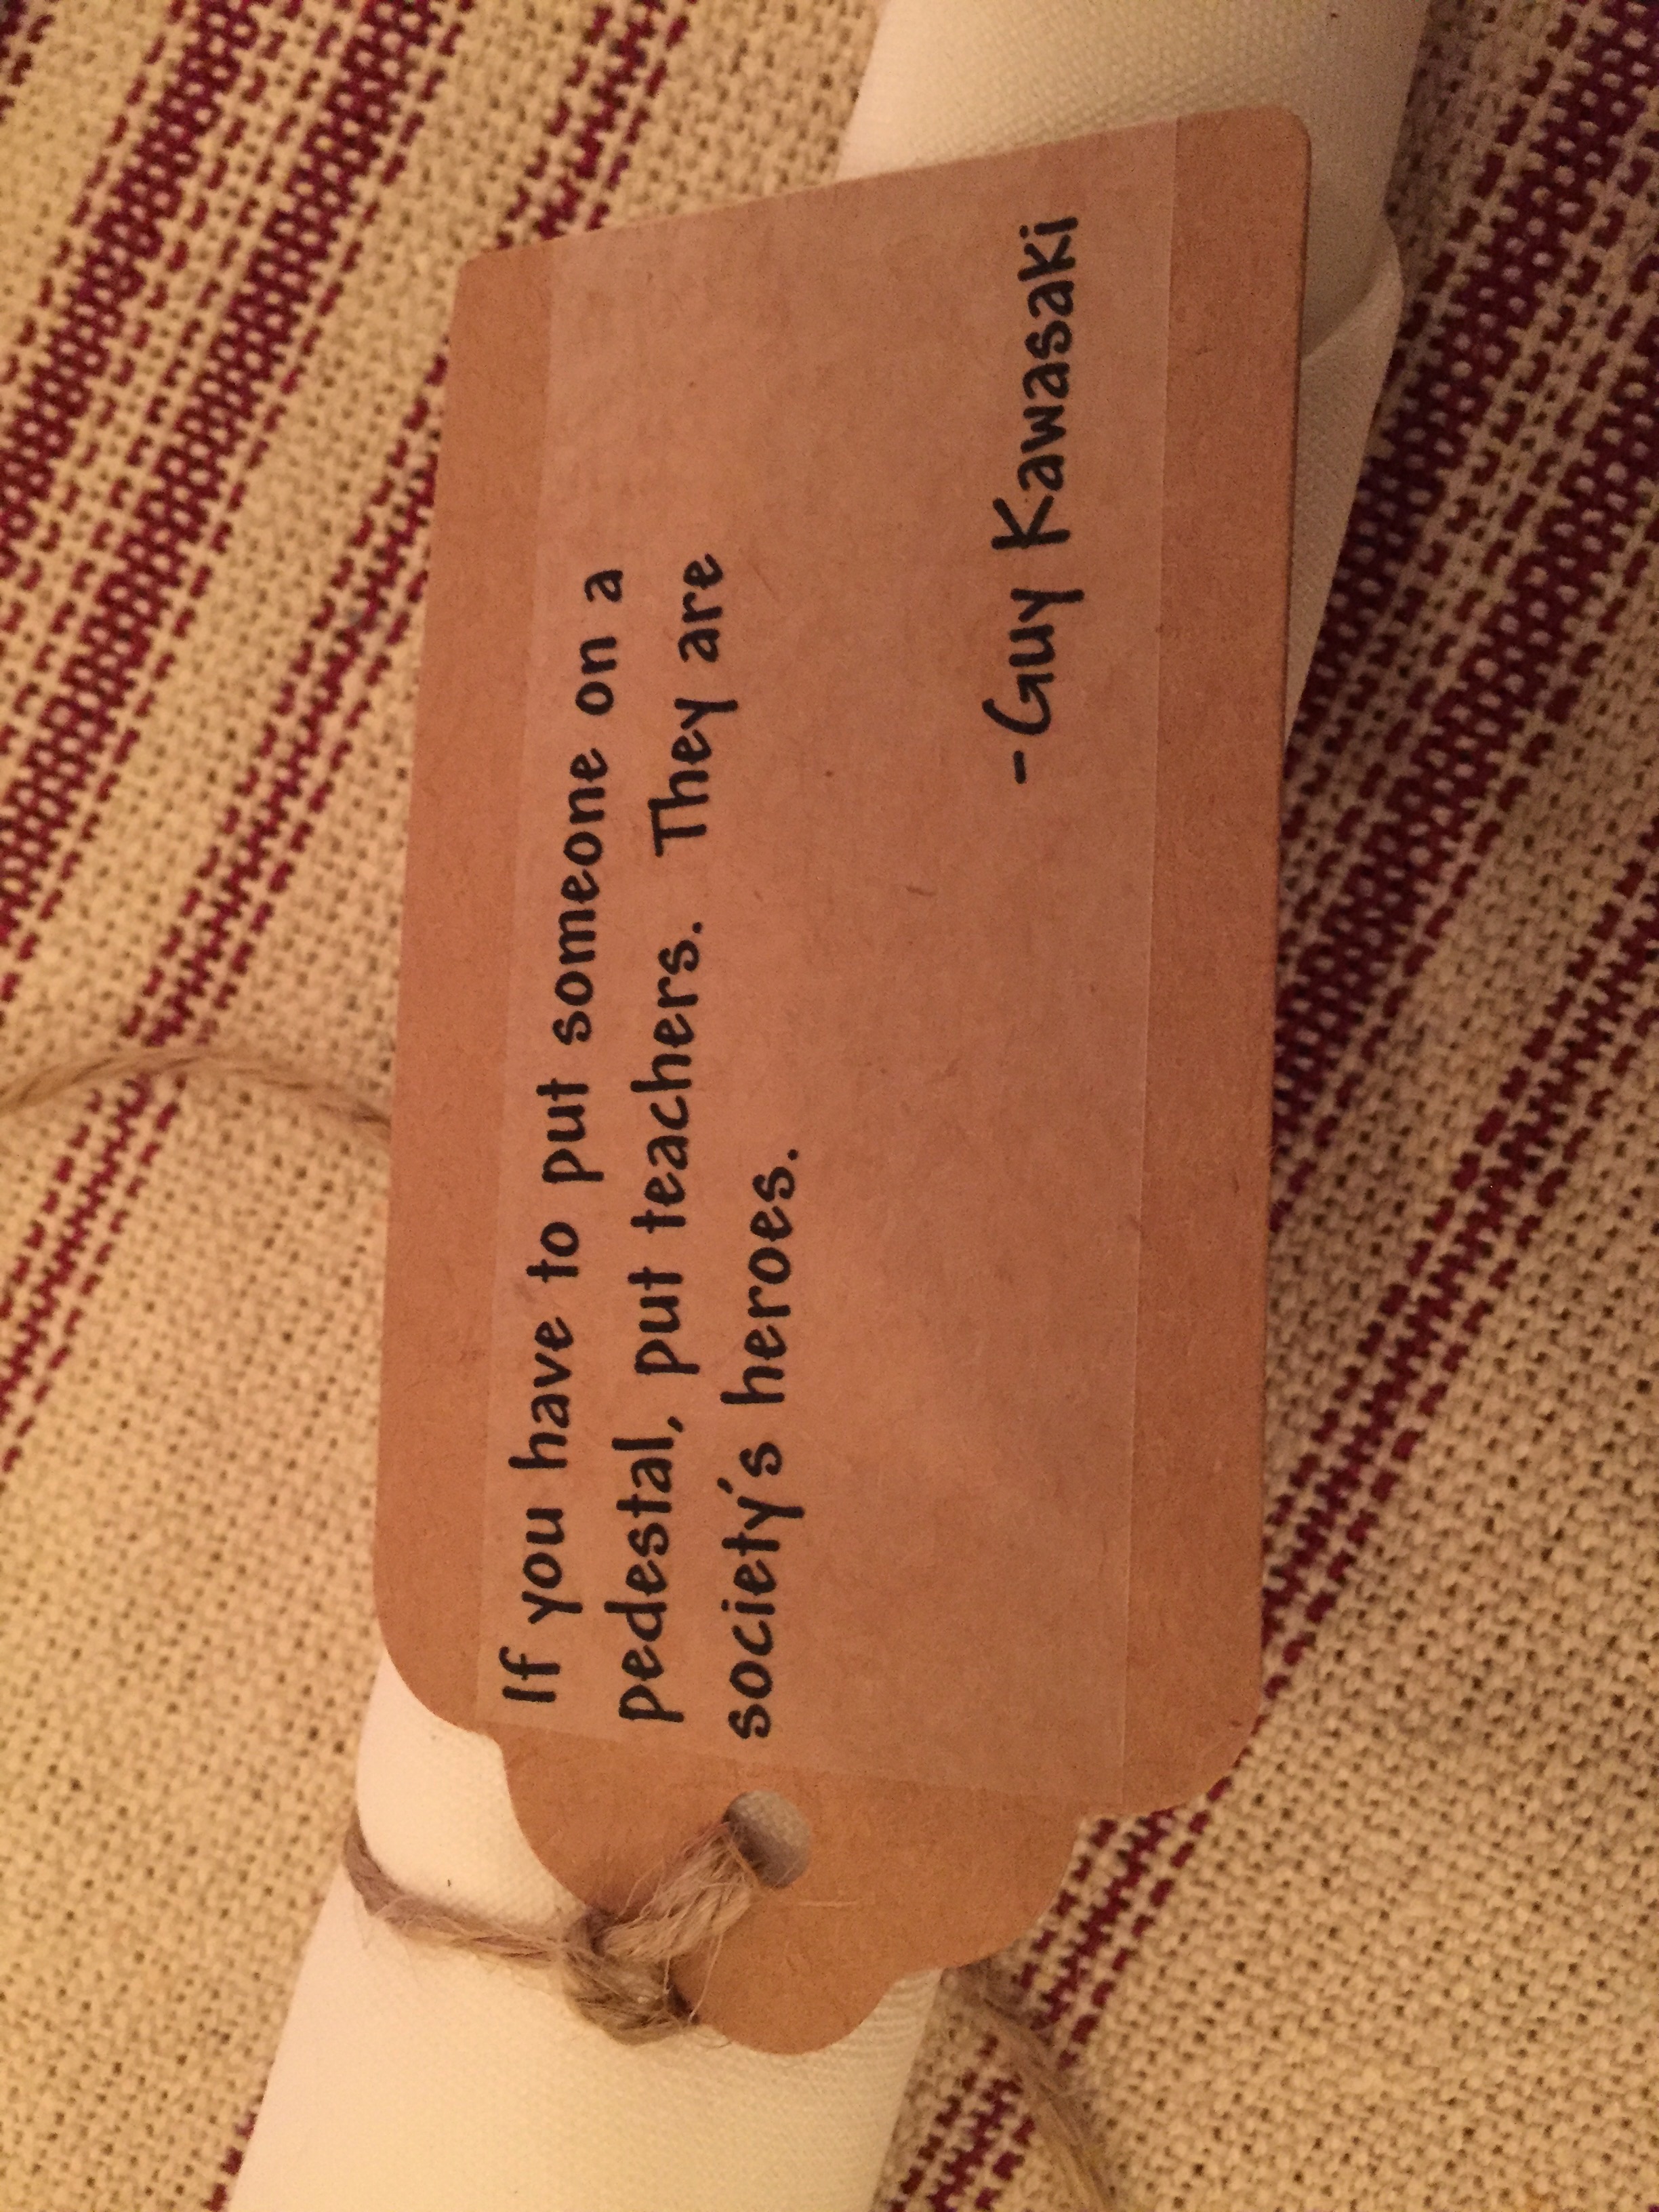 If you have to put someone on a
pedestal, put teachers. They are
society's heroes.
-Guy Kawasaki